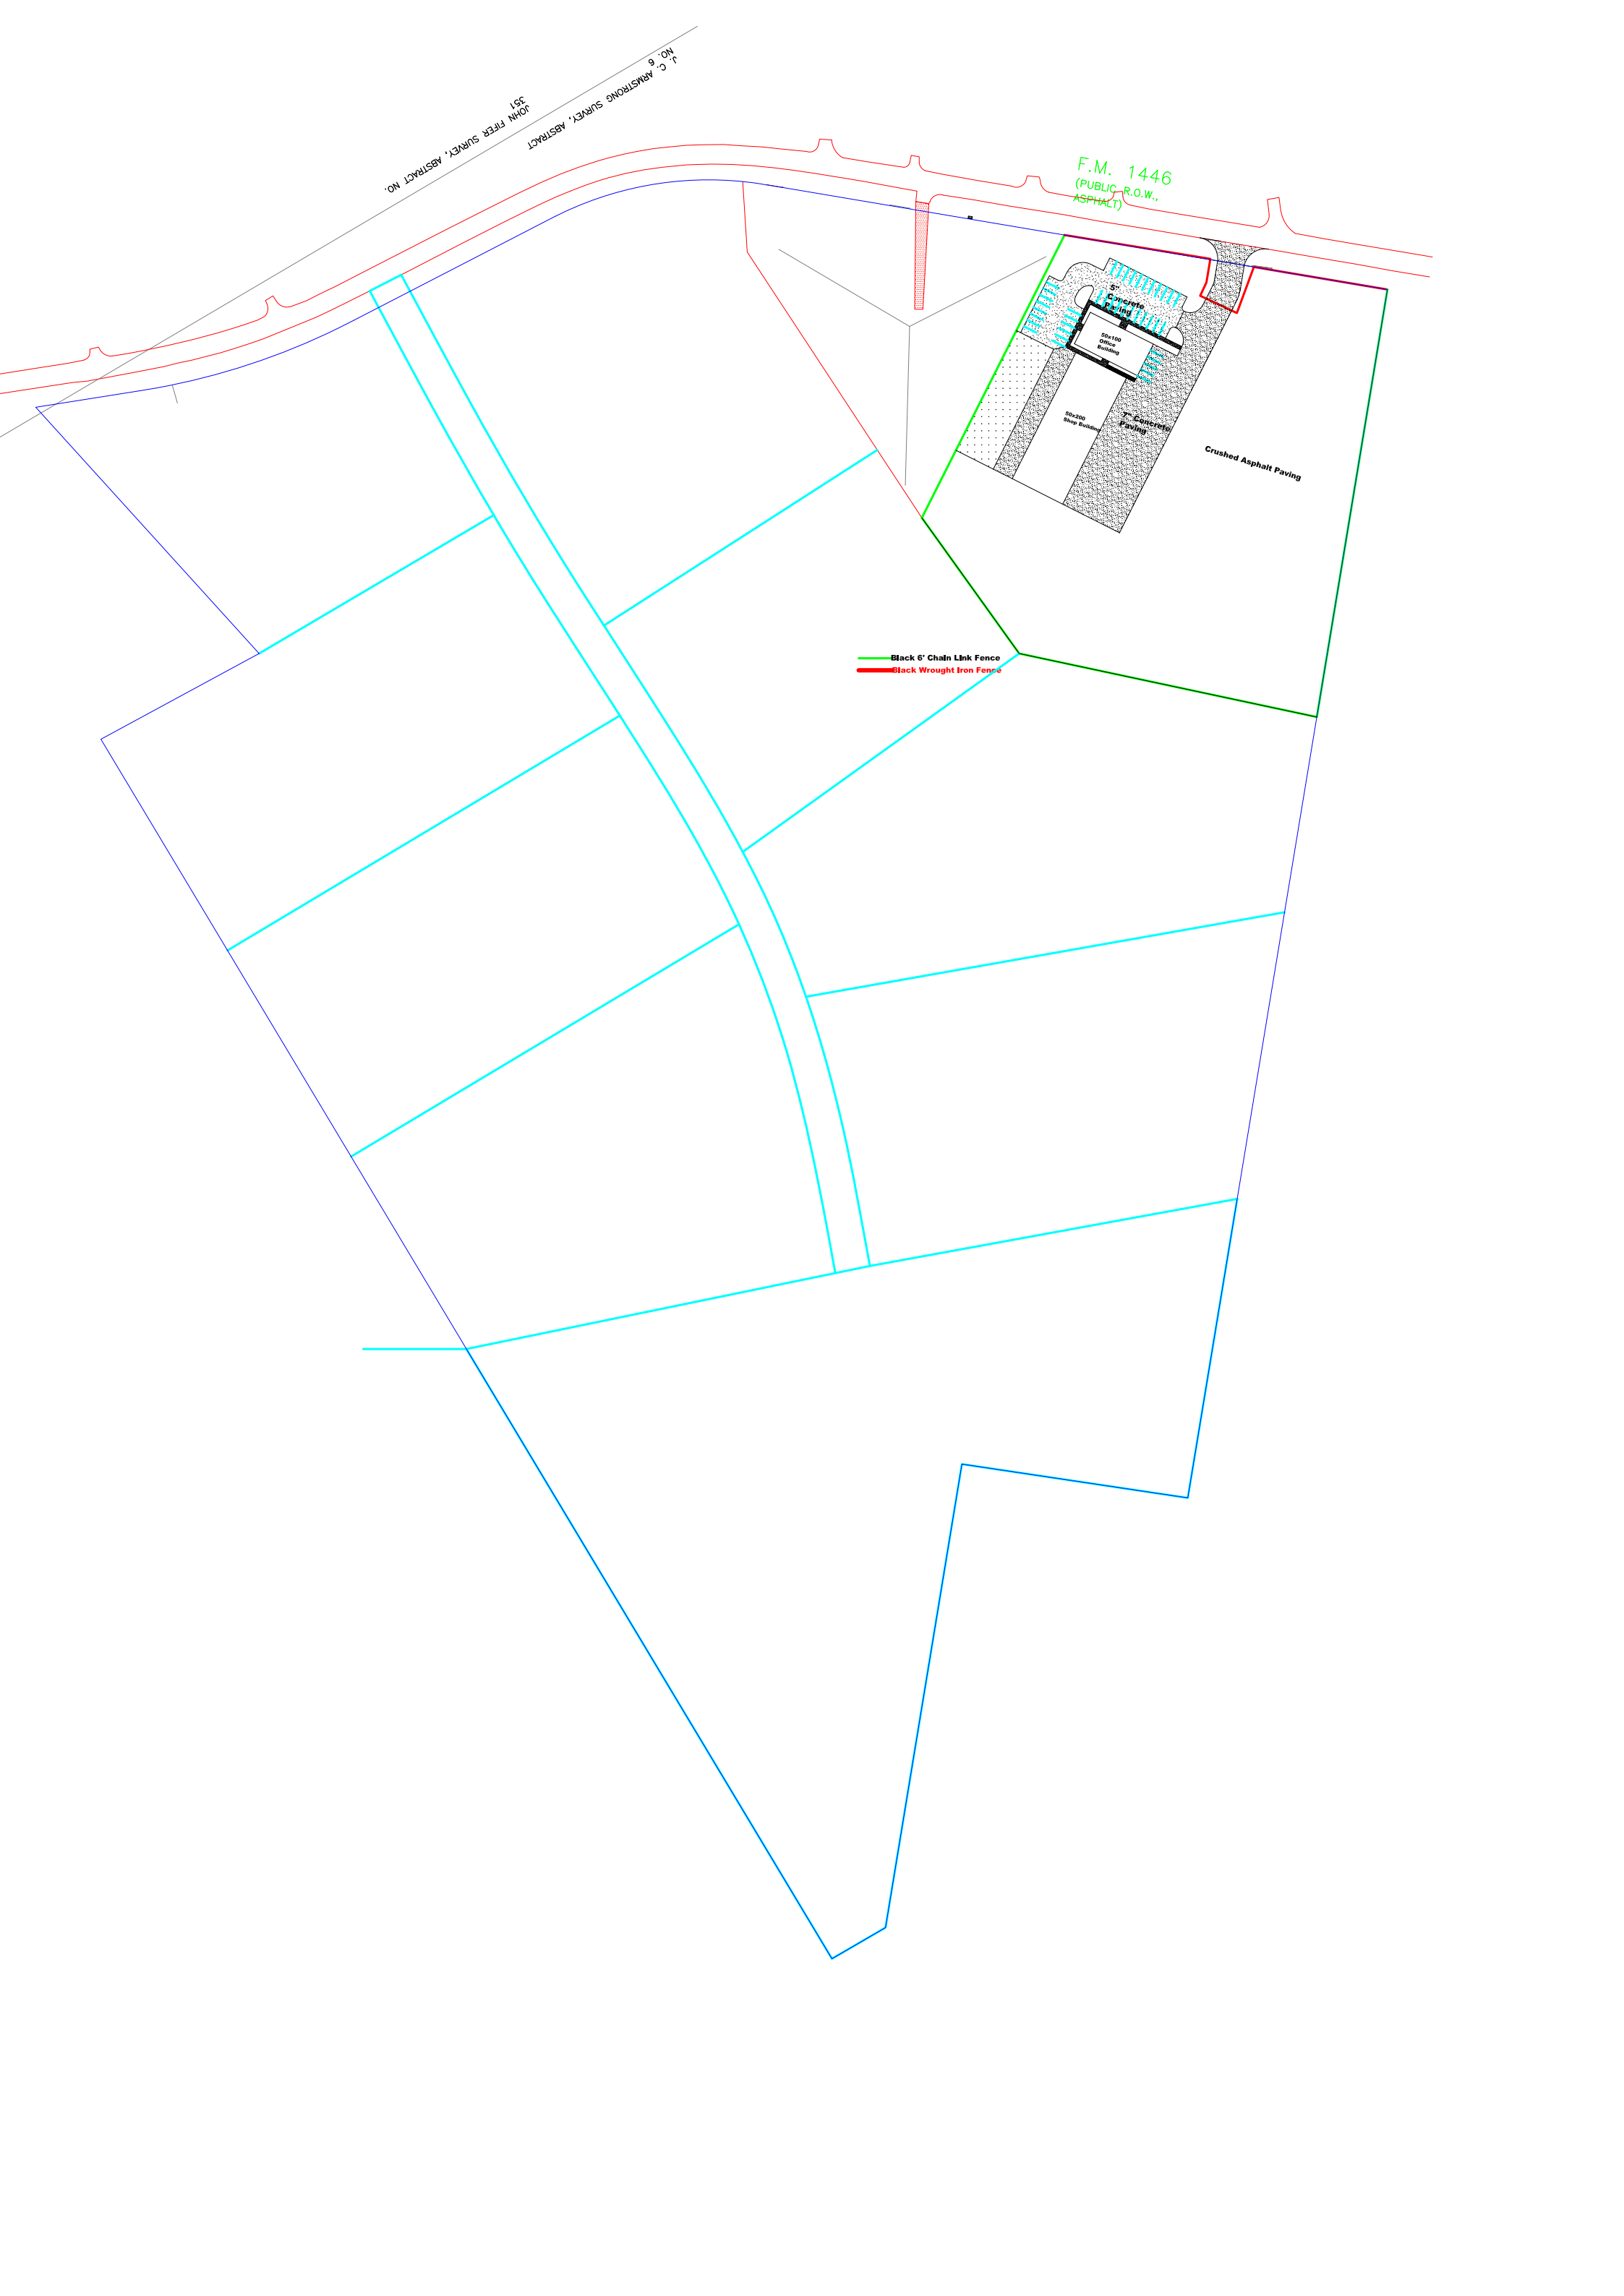 JOHN FIFER SURVEY, ABSTRACT NO.
351
J. C. ARMSTRONG SURVEY, ABSTRACT
NO. 6
F.M. 1446
(PUBLIC R.O.W.,
ASPHALT)
5"
Concrete
Paving
50x100
Office
Building
50x200
Shop Building
7" Concrete
Paving
Crushed Asphalt Paving
Black 6' Chain Link Fence
Black Wrought Iron Fence